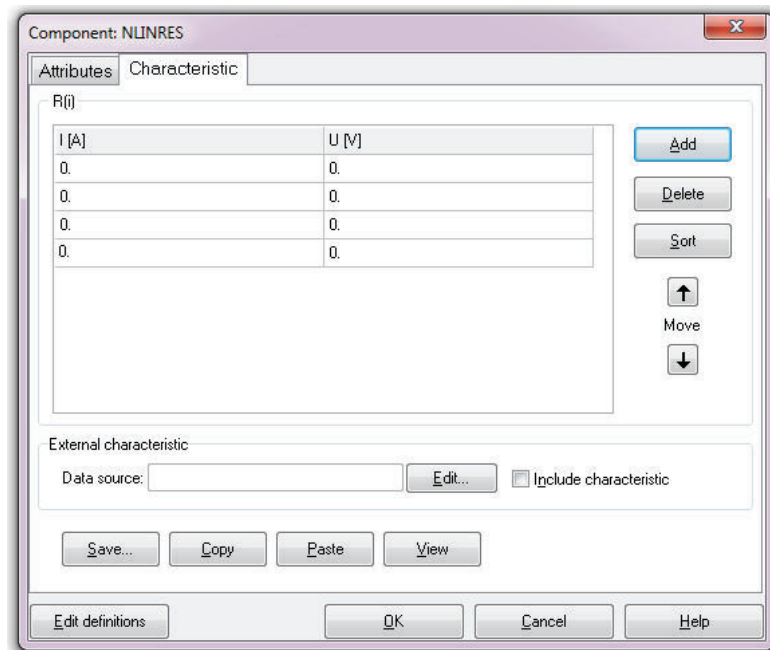 Component: NLINRES
Attributes Characteristic
R(i)
I [A] U [V]
0. 0.
0. 0.
0. 0.
0. 0.
Add
Delete
Sort
Move
External characteristic
Data source: Edit... Include characteristic
Save... Copy Paste View
Edit definitions OK Cancel Help